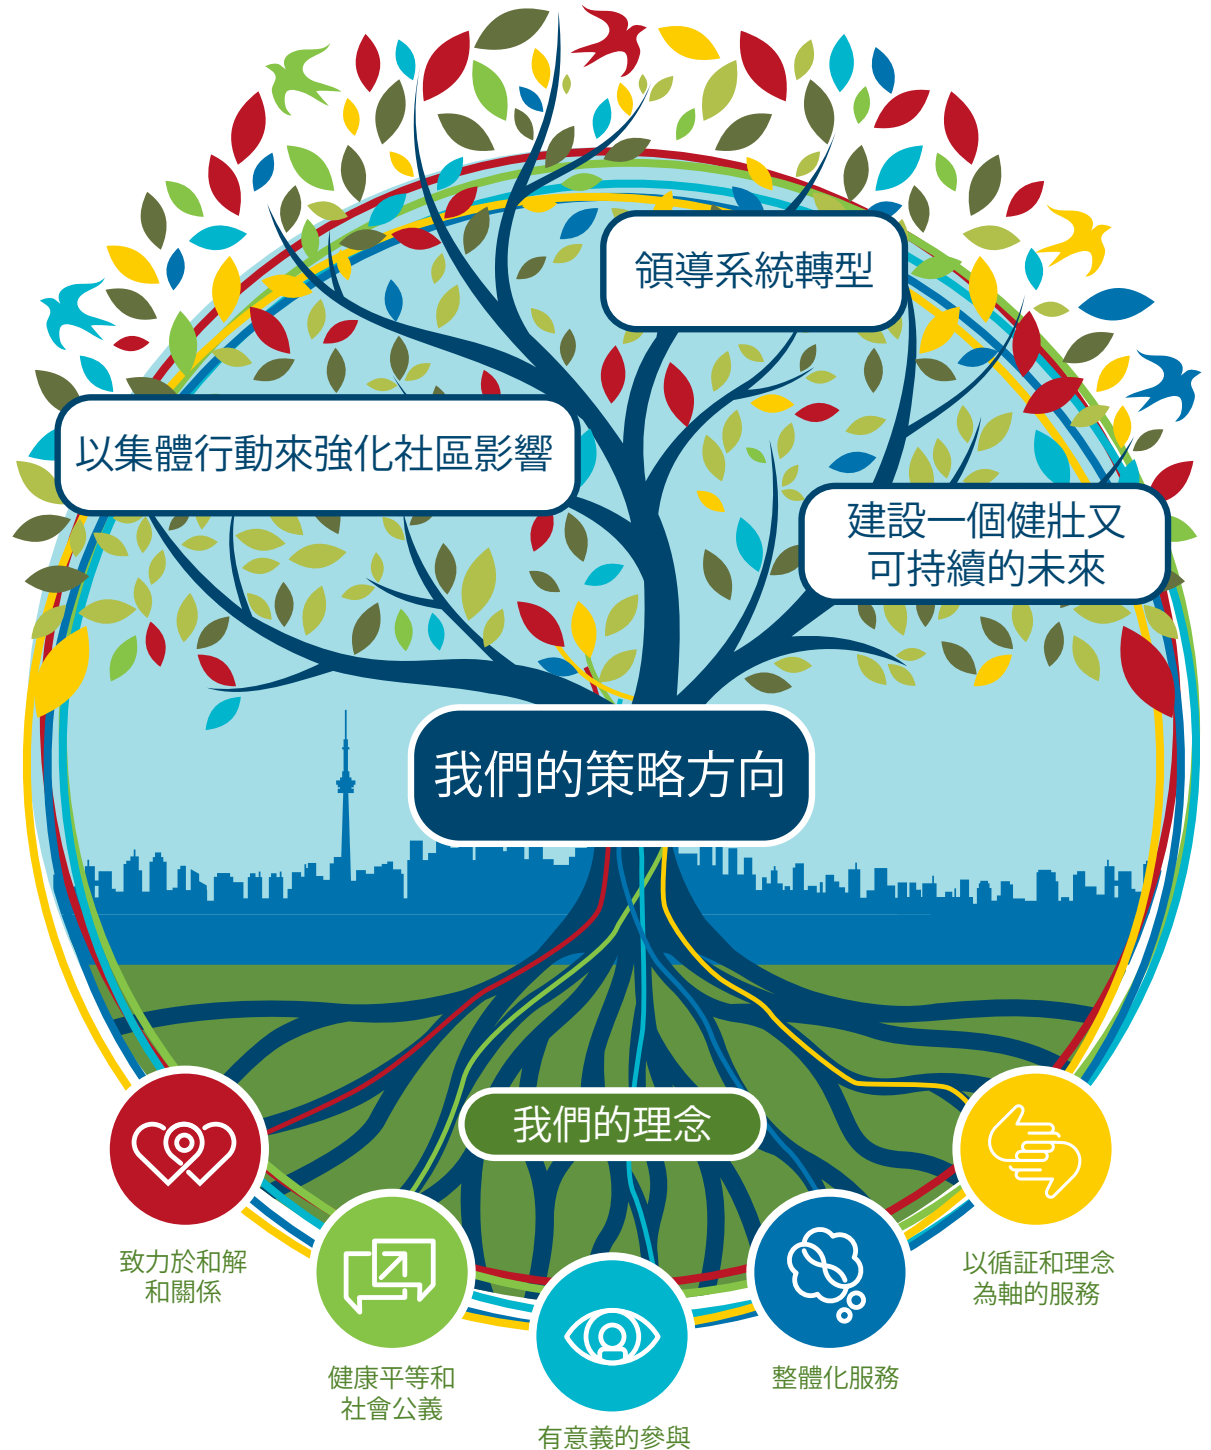 領導系統轉型
以集體行動來強化社區影響
建設一個健壯又
可持續的未來
我們的策略方向
我們的理念
致力於和解
和關係
健康平等和
社會公義
有意義的參與
整體化服務
以循証和理念
為軸的服務